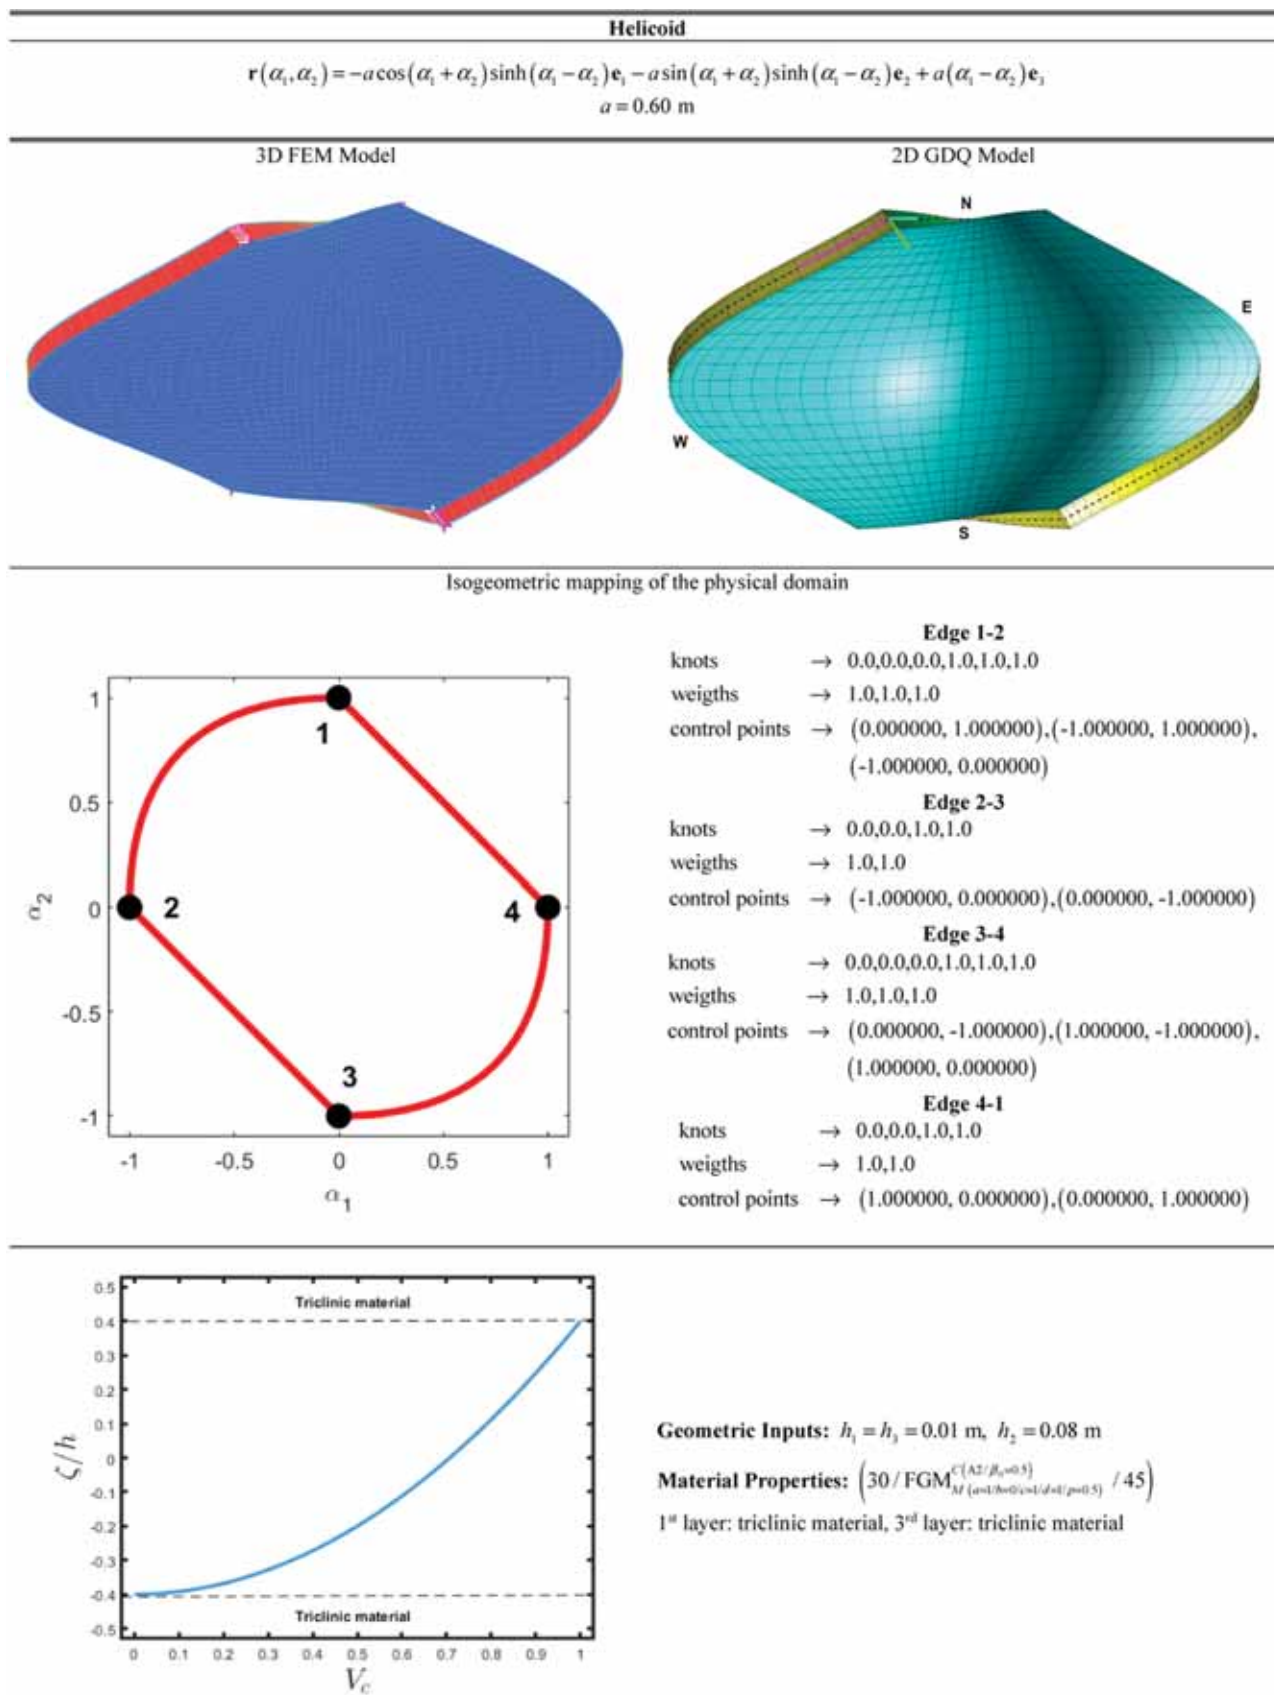 Helicoid
r(α₁,α₂) = −a cos(α₁+α₂) sinh(α₁−α₂)e₁ − a sin(α₁+α₂) sinh(α₁−α₂)e₂ + a(α₁−α₂)e₃
a = 0.60 m
3D FEM Model
2D GDQ Model
N
E
W
S
Isogeometric mapping of the physical domain
1
0.5
0
-0.5
-1
α₂
-1
-0.5
0
0.5
1
α₁
1
2
3
4
Edge 1-2
knots → 0.0,0.0,0.0,1.0,1.0,1.0
weigths → 1.0,1.0,1.0
control points → (0.000000, 1.000000),(-1.000000, 1.000000),
(-1.000000, 0.000000)
Edge 2-3
knots → 0.0,0.0,1.0,1.0
weigths → 1.0,1.0
control points → (-1.000000, 0.000000),(0.000000, -1.000000)
Edge 3-4
knots → 0.0,0.0,0.0,1.0,1.0,1.0
weigths → 1.0,1.0,1.0
control points → (0.000000, -1.000000),(1.000000, -1.000000),
(1.000000, 0.000000)
Edge 4-1
knots → 0.0,0.0,1.0,1.0
weigths → 1.0,1.0
control points → (1.000000, 0.000000),(0.000000, 1.000000)
0.5
0.4
0.3
0.2
0.1
0
-0.1
-0.2
-0.3
-0.4
-0.5
ζ/h
Triclinic material
Triclinic material
0 0.1 0.2 0.3 0.4 0.5 0.6 0.7 0.8 0.9 1
V_c
Geometric Inputs: h₁ = h₃ = 0.01 m, h₂ = 0.08 m
Material Properties: (30 / FGM^{C(A2/β₀=0.5)}_{M(a=1/b=0/c=1/d=1/p=0.5)} / 45)
1st layer: triclinic material, 3rd layer: triclinic material